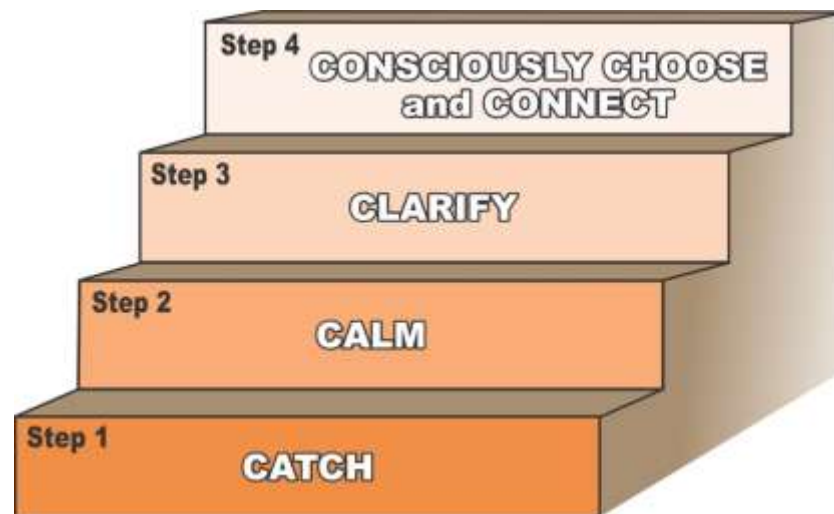 Step 4
CONSCIOUSLY CHOOSE
and CONNECT
Step 3
CLARIFY
Step 2
CALM
Step 1
CATCH